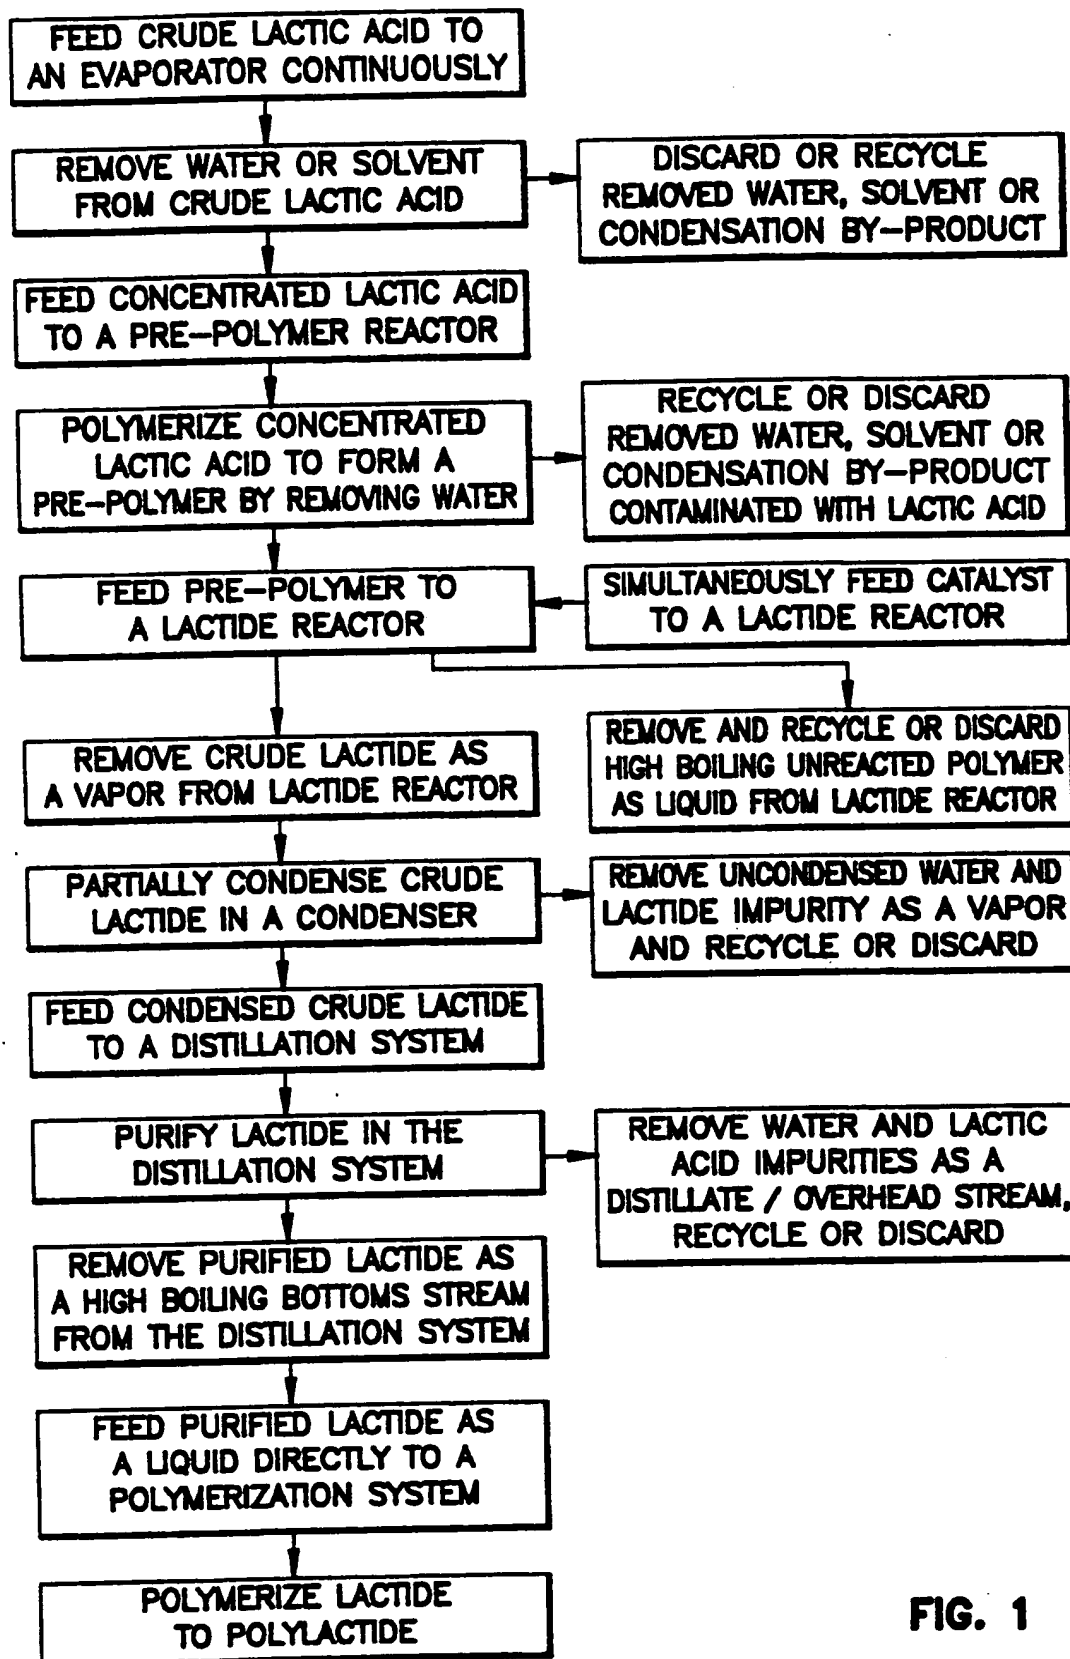 FEED CRUDE LACTIC ACID TO
AN EVAPORATOR CONTINUOUSLY
REMOVE WATER OR SOLVENT
FROM CRUDE LACTIC ACID
DISCARD OR RECYCLE
REMOVED WATER, SOLVENT OR
CONDENSATION BY-PRODUCT
FEED CONCENTRATED LACTIC ACID
TO A PRE-POLYMER REACTOR
POLYMERIZE CONCENTRATED
LACTIC ACID TO FORM A
PRE-POLYMER BY REMOVING WATER
RECYCLE OR DISCARD
REMOVED WATER, SOLVENT OR
CONDENSATION BY-PRODUCT
CONTAMINATED WITH LACTIC ACID
FEED PRE-POLYMER TO
A LACTIDE REACTOR
SIMULTANEOUSLY FEED CATALYST
TO A LACTIDE REACTOR
REMOVE CRUDE LACTIDE AS
A VAPOR FROM LACTIDE REACTOR
REMOVE AND RECYCLE OR DISCARD
HIGH BOILING UNREACTED POLYMER
AS LIQUID FROM LACTIDE REACTOR
PARTIALLY CONDENSE CRUDE
LACTIDE IN A CONDENSER
REMOVE UNCONDENSED WATER AND
LACTIDE IMPURITY AS A VAPOR
AND RECYCLE OR DISCARD
FEED CONDENSED CRUDE LACTIDE
TO A DISTILLATION SYSTEM
PURIFY LACTIDE IN THE
DISTILLATION SYSTEM
REMOVE WATER AND LACTIC
ACID IMPURITIES AS A
DISTILLATE / OVERHEAD STREAM,
RECYCLE OR DISCARD
REMOVE PURIFIED LACTIDE AS
A HIGH BOILING BOTTOMS STREAM
FROM THE DISTILLATION SYSTEM
FEED PURIFIED LACTIDE AS
A LIQUID DIRECTLY TO A
POLYMERIZATION SYSTEM
POLYMERIZE LACTIDE
TO POLYLACTIDE
FIG. 1